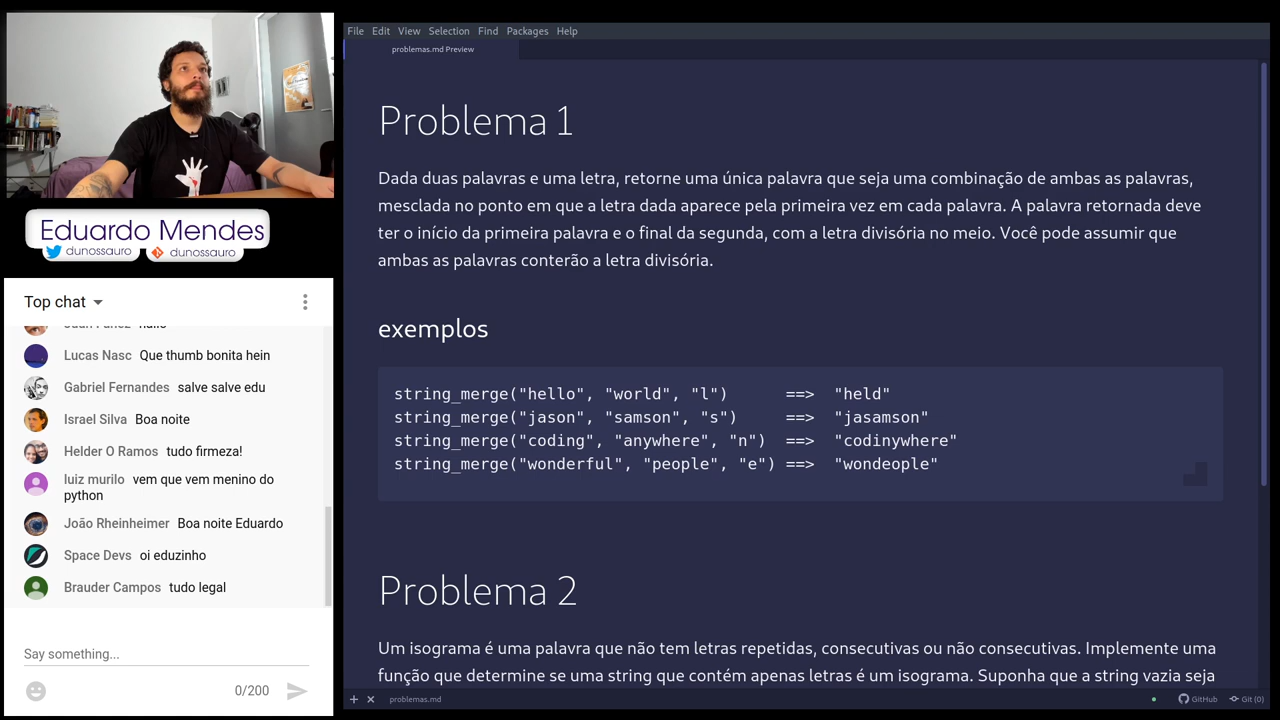 File Edit View Selection Find Packages Help
problemas.md Preview
Problema 1
Dada duas palavras e uma letra, retorne uma única palavra que seja uma combinação de ambas as palavras,
mesclada no ponto em que a letra dada aparece pela primeira vez em cada palavra. A palavra retornada deve
ter o início da primeira palavra e o final da segunda, com a letra divisória no meio. Você pode assumir que
ambas as palavras conterão a letra divisória.
exemplos
string_merge("hello", "world", "l") ==> "held"
string_merge("jason", "samson", "s") ==> "jasamson"
string_merge("coding", "anywhere", "n") ==> "codinywhere"
string_merge("wonderful", "people", "e") ==> "wondeople"
Problema 2
Um isograma é uma palavra que não tem letras repetidas, consecutivas ou não consecutivas. Implemente uma
função que determine se uma string que contém apenas letras é um isograma. Suponha que a string vazia seja
problemas.md
GitHub
Git (0)
Eduardo Mendes
dunossauro
dunossauro
Top chat
Lucas Nasc Que thumb bonita hein
Gabriel Fernandes salve salve edu
Israel Silva Boa noite
Helder O Ramos tudo firmeza!
luiz murilo vem que vem menino do
python
João Rheinheimer Boa noite Eduardo
Space Devs oi eduzinho
Brauder Campos tudo legal
Say something...
0/200